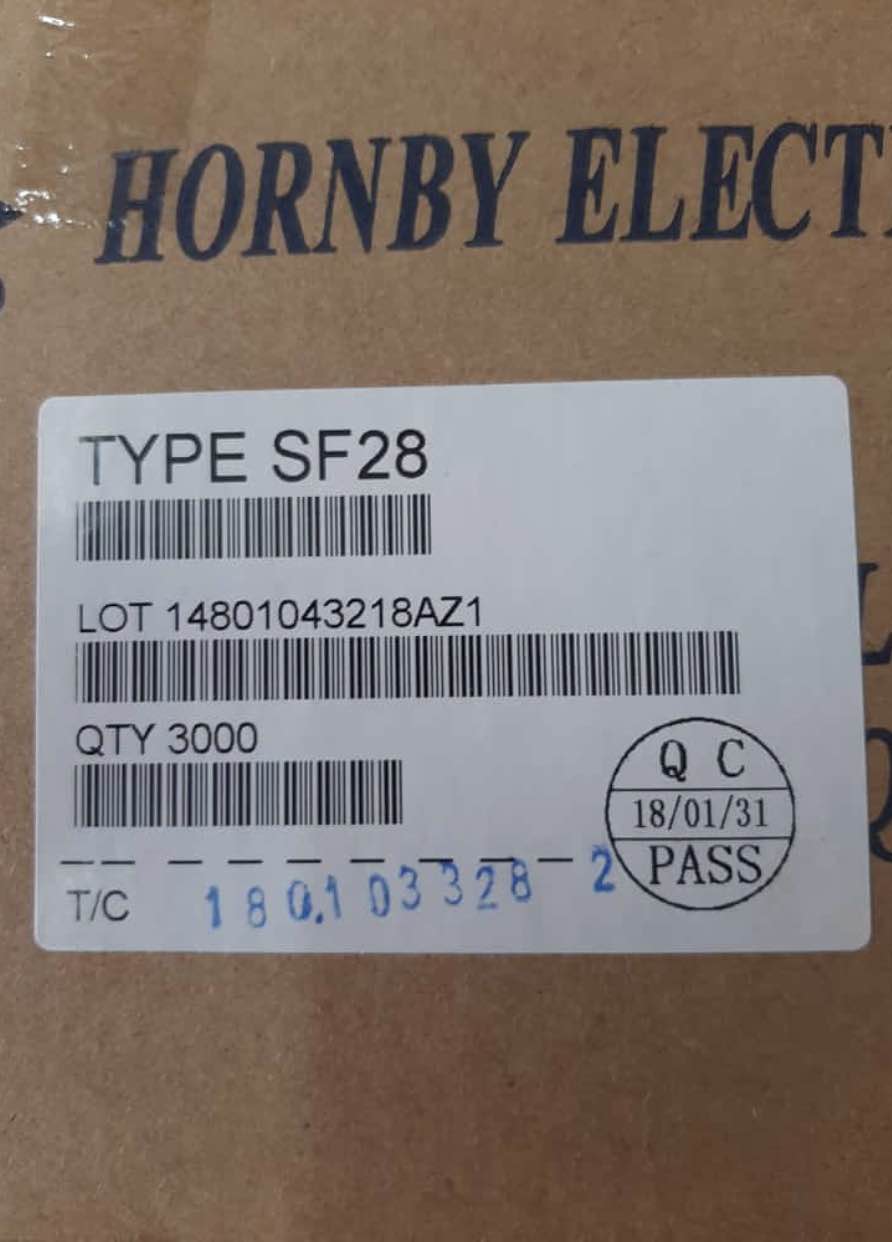 HORNBY ELECT
TYPE SF28
LOT 14801043218AZ1
QTY 3000
Q C
18/01/31
PASS
T/C 180103328-2